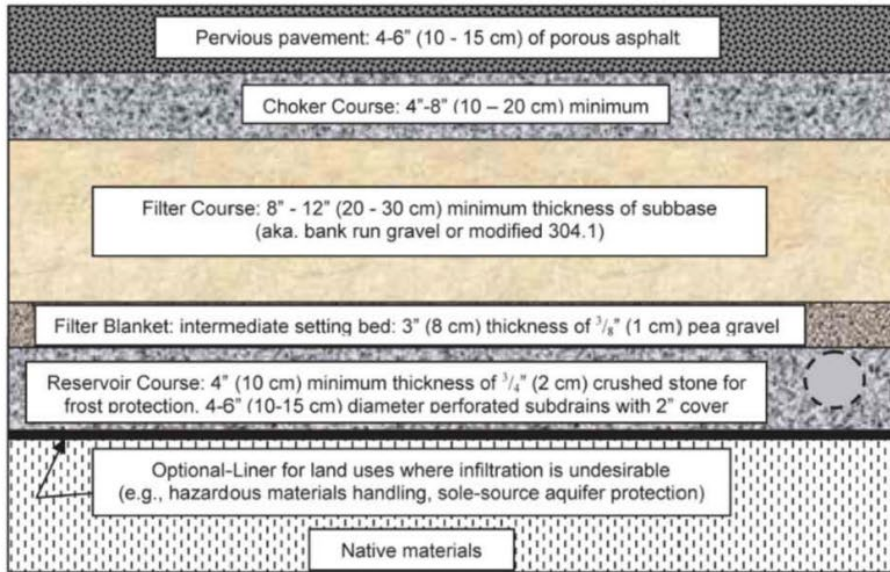 Pervious pavement: 4-6" (10 - 15 cm) of porous asphalt
Choker Course: 4"-8" (10 – 20 cm) minimum
Filter Course: 8" - 12" (20 - 30 cm) minimum thickness of subbase
(aka. bank run gravel or modified 304.1)
Filter Blanket: intermediate setting bed: 3" (8 cm) thickness of 3/8" (1 cm) pea gravel
Reservoir Course: 4" (10 cm) minimum thickness of 3/4" (2 cm) crushed stone for
frost protection. 4-6" (10-15 cm) diameter perforated subdrains with 2" cover
Optional-Liner for land uses where infiltration is undesirable
(e.g., hazardous materials handling, sole-source aquifer protection)
Native materials